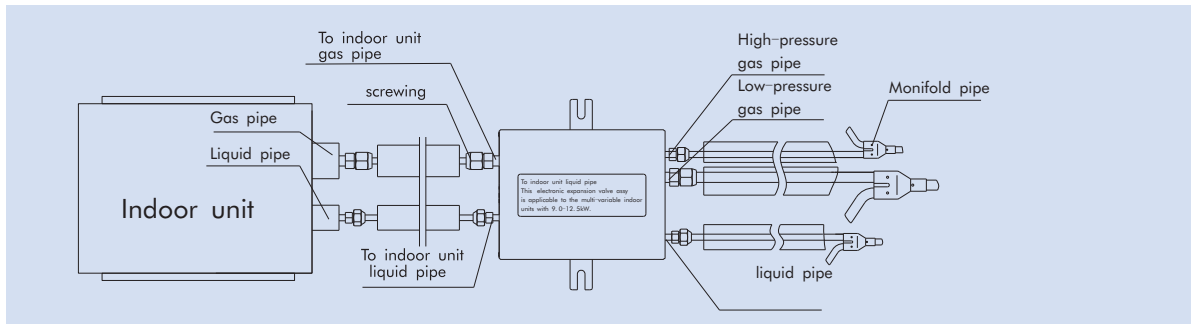 To indoor unit
gas pipe
screwing
Gas pipe
Liquid pipe
Indoor unit
To indoor unit
liquid pipe
To indoor unit liquid pipe
This electronic expansion valve assy
is applicable to the multi-variable indoor
units with 9.0-12.5kW.
High-pressure
gas pipe
Low-pressure
gas pipe
Monifold pipe
liquid pipe